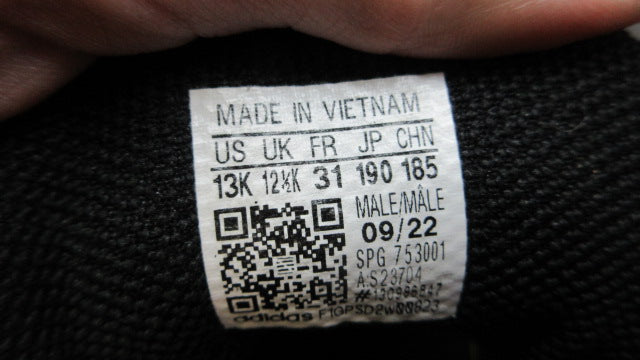 MADE IN VIETNAM
US UK FR JP CHN
13K 12½K 31 190 185
MALE/MÂLE
09/22
SPG 753001
A.S23704
adidas